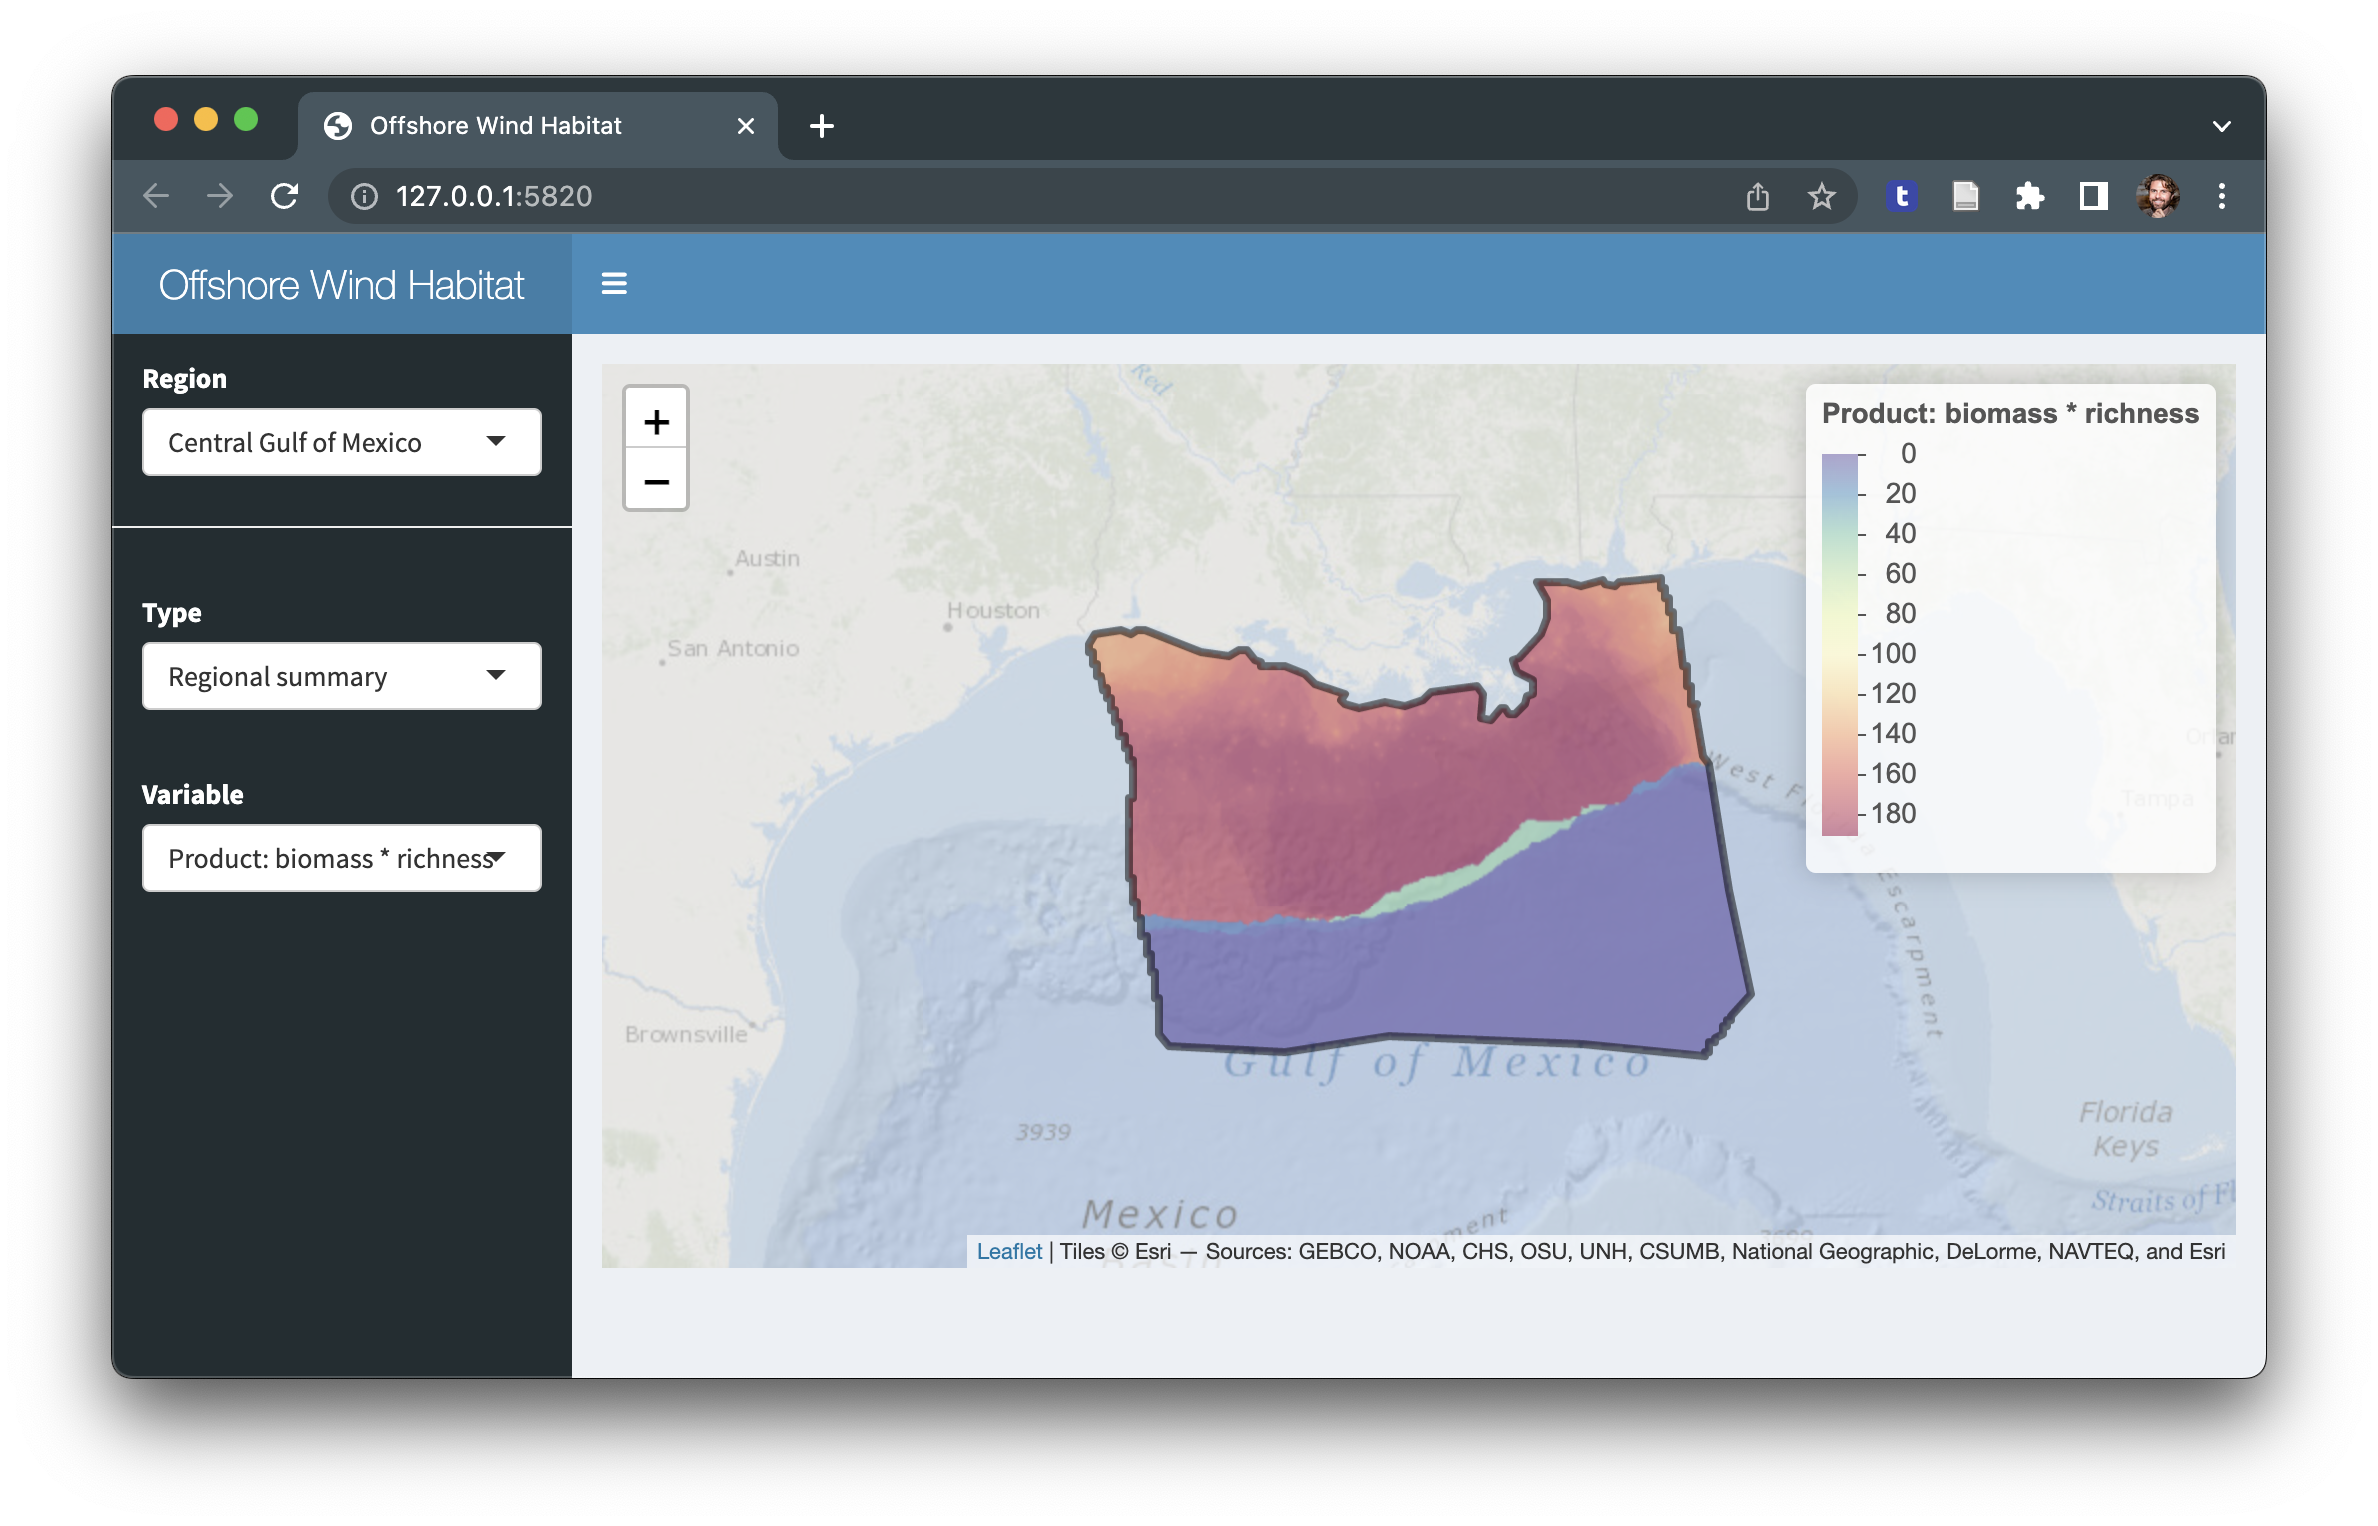 Offshore Wind Habitat
127.0.0.1:5820
t
Offshore Wind Habitat
Region
Central Gulf of Mexico
Type
Regional summary
Variable
Product: biomass * richness
+
−
Product: biomass * richness
0
20
40
60
80
100
120
140
160
180
Red
Austin
Houston
San Antonio
Brownsville
Tampa
West Fl
a Escarpment
Gulf of Mexico
3939
Florida
Keys
Straits of Fl
Mexico
Basin
ment
Leaflet | Tiles © Esri — Sources: GEBCO, NOAA, CHS, OSU, UNH, CSUMB, National Geographic, DeLorme, NAVTEQ, and Esri